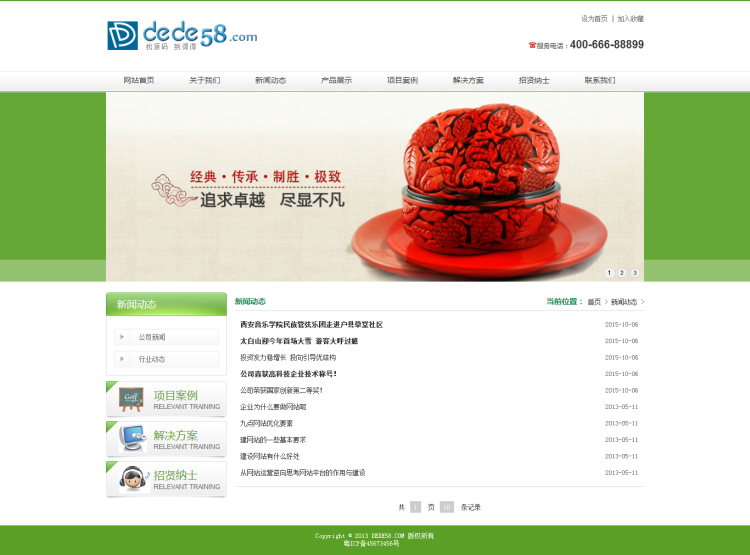 设为首页 | 加入收藏
dede58.com
找源码 到得得
服务电话：400-666-88899
网站首页 关于我们 新闻动态 产品展示 项目案例 解决方案 招贤纳士 联系我们
经典·传承·制胜·极致
追求卓越 尽显不凡
1 2 3
新闻动态
公司新闻
行业动态
项目案例
RELEVANT TRAINING
解决方案
RELEVANT TRAINING
招贤纳士
RELEVANT TRAINING
新闻动态 当前位置： 首页 > 新闻动态 >
西安音乐学院民族管弦乐团走进户县草堂社区 2015-10-06
太白山迎今年首场大雪 游客大呼过瘾 2015-10-06
投资发力稳增长 投向引导优结构 2015-10-06
公司喜获高科技企业技术称号！ 2015-10-06
公司荣获国家创新第二等奖！ 2015-10-06
企业为什么要做网站呢 2013-05-11
九点网站优化要素 2013-05-11
建网站的一些基本要求 2013-05-11
建设网站有什么好处 2013-05-11
从网站运营逆向思考网站平台的作用与建设 2013-05-11
共 1 页 10 条记录
Copyright © 2013 DEDE58.COM 版权所有
粤ICP备45673456号